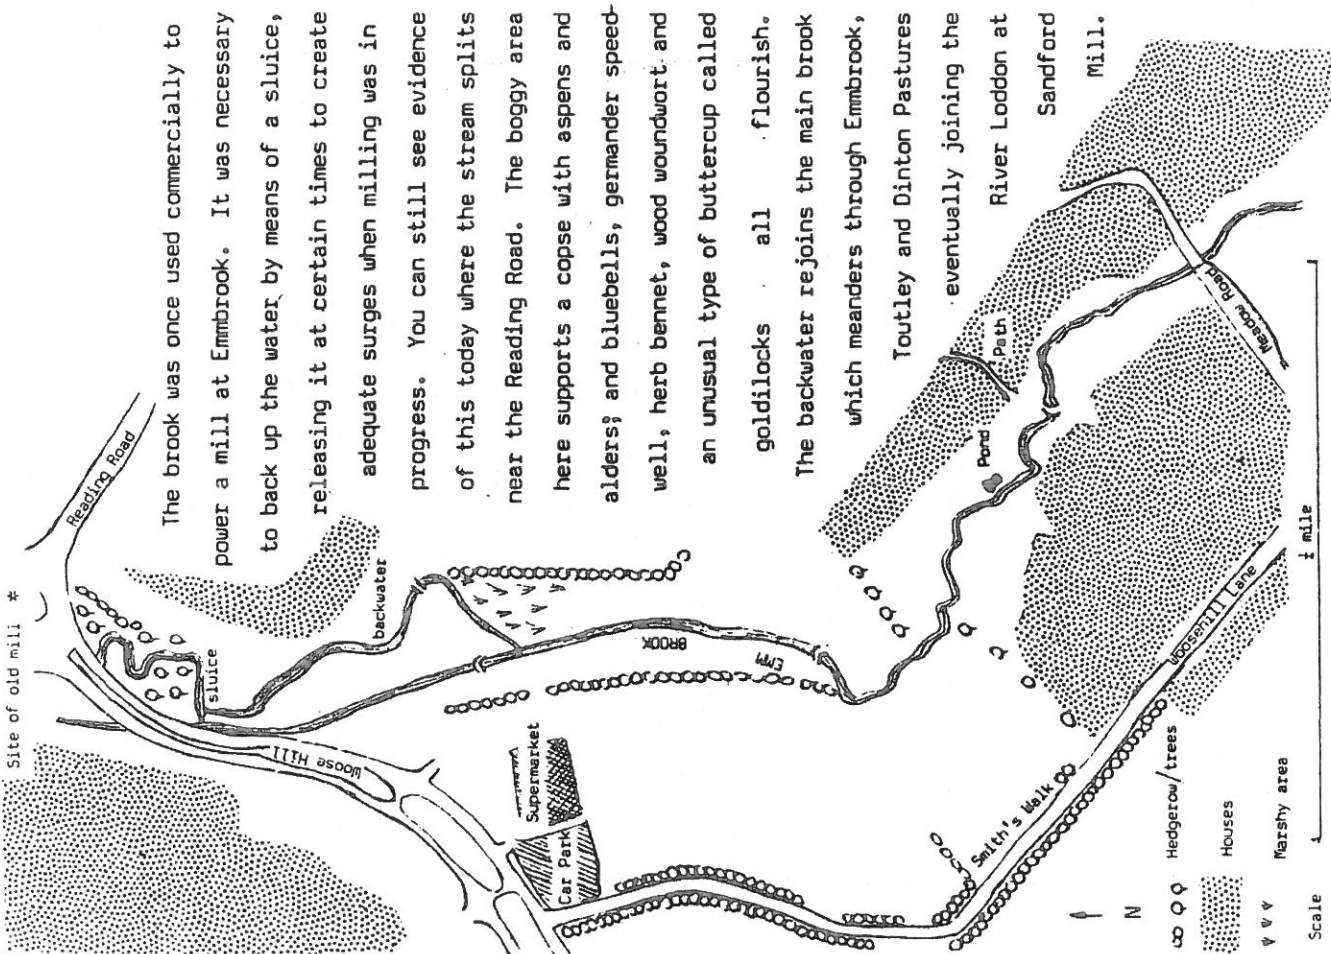 The brook was once used commercially to
power a mill at Emmbrook. It was necessary
to back up the water by means of a sluice,
releasing it at certain times to create
adequate surges when milling was in
progress. You can still see evidence
of this today where the stream splits
near the Reading Road. The boggy area
here supports a copse with aspens and
alders; and bluebells, germander speed-
well, herb bennet, wood woundwort and
an unusual type of buttercup called
goldilocks all flourish.
The backwater rejoins the main brook
which meanders through Emmbrook,
Toutley and Dinton Pastures
eventually joining the
River Loddon at
Sandford
Mill.
Site of old mill *
Reading Road
sluice
backwater
Woose Hill
Supermarket
Car Park
EMM BROOK
Pond
Path
Meadow Road
Woosehill Lane
Smith's Walk
N
Hedgerow/trees
Houses
Marshy area
Scale
½ mile